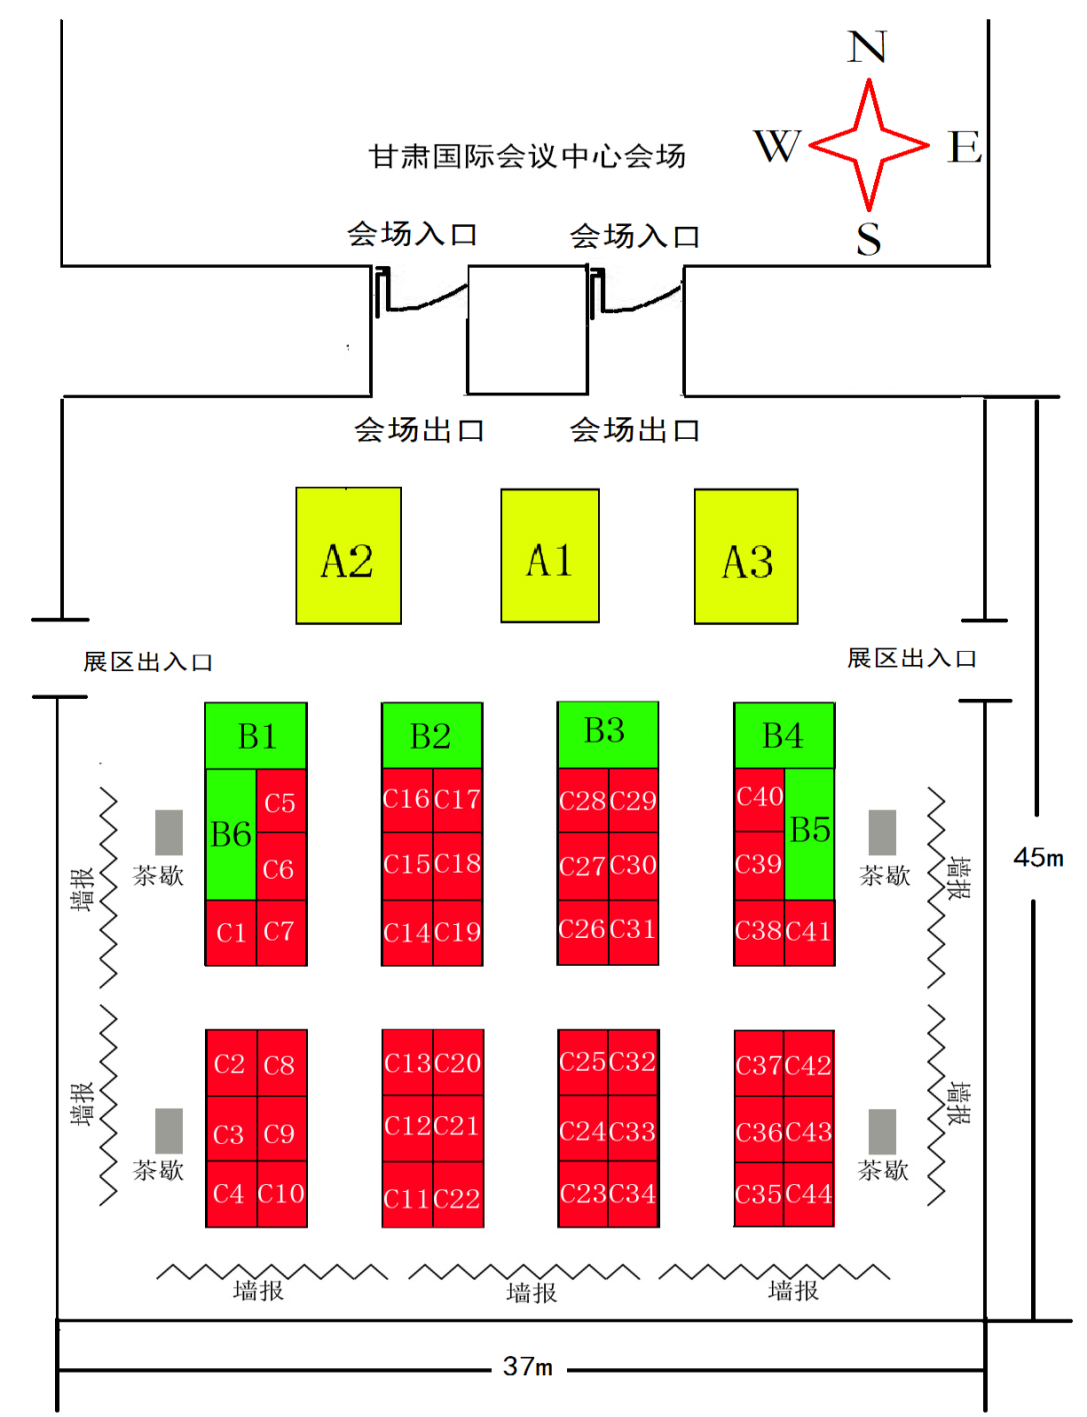 N
W E
S
甘肃国际会议中心会场
会场入口 会场入口
会场出口 会场出口
A2 A1 A3
展区出入口 展区出入口
B1 B2 B3 B4
C5 C16 C17 C28 C29 C40
B6 B5
C6 C15 C18 C27 C30 C39
45m
茶歇 茶歇
墙报 墙报
C1 C7 C14 C19 C26 C31 C38 C41
C2 C8 C13 C20 C25 C32 C37 C42
墙报 墙报
C3 C9 C12 C21 C24 C33 C36 C43
茶歇 茶歇
C4 C10 C11 C22 C23 C34 C35 C44
墙报 墙报 墙报
37m